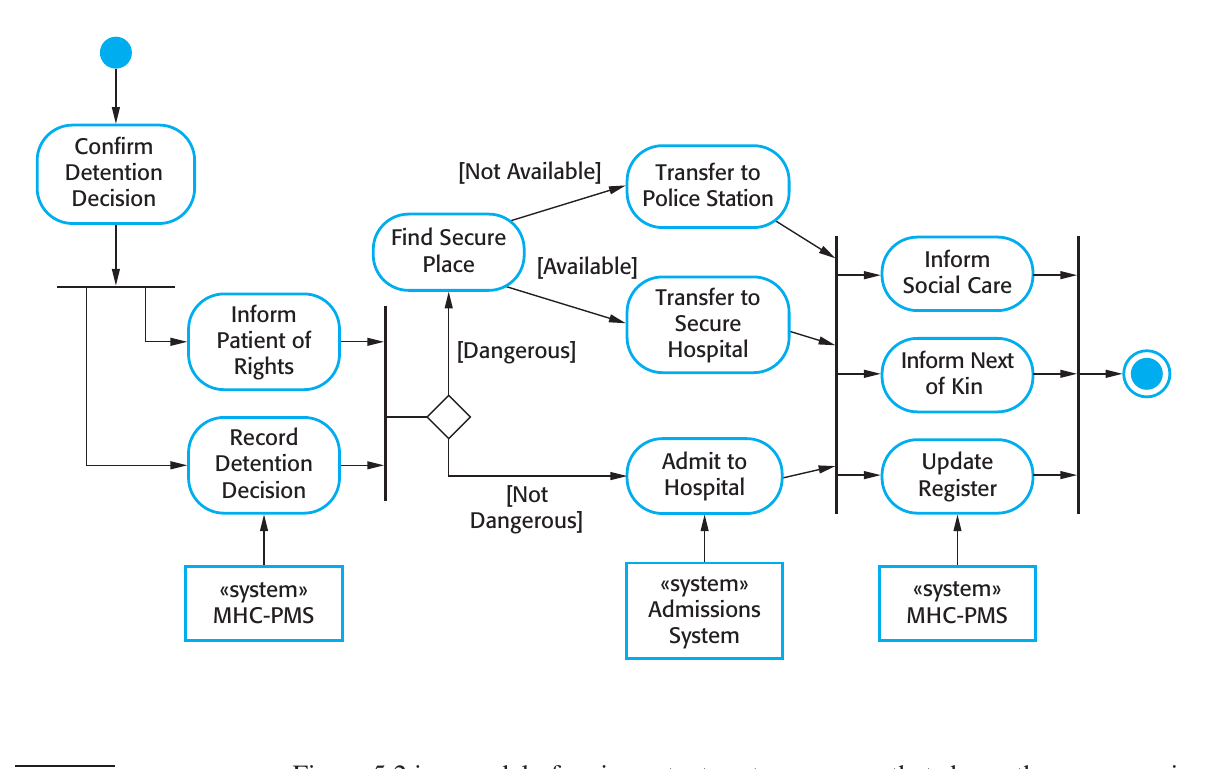 Confirm
Detention
Decision
Inform
Patient of
Rights
Record
Detention
Decision
«system»
MHC-PMS
Find Secure
Place
[Dangerous]
[Not
Dangerous]
[Not Available]
[Available]
Transfer to
Police Station
Transfer to
Secure
Hospital
Admit to
Hospital
«system»
Admissions
System
Inform
Social Care
Inform Next
of Kin
Update
Register
«system»
MHC-PMS